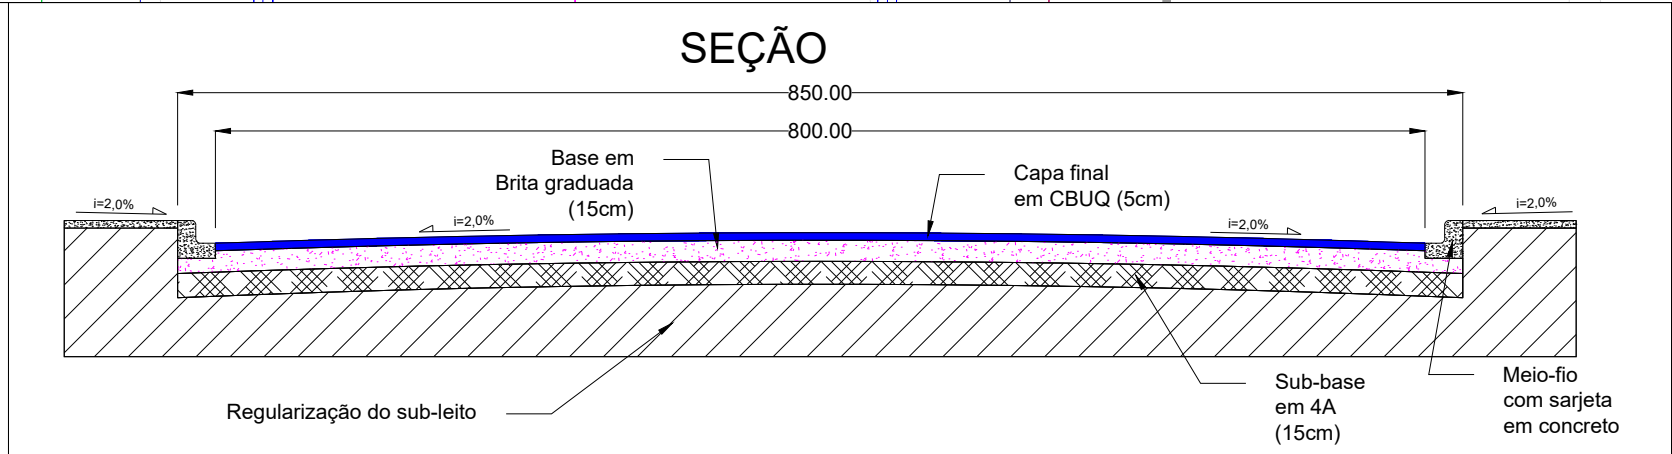 SEÇÃO
850.00
800.00
Base em
Brita graduada
(15cm)
Capa final
em CBUQ (5cm)
i=2,0%
i=2,0%
i=2,0%
i=2,0%
Regularização do sub-leito
Sub-base
em 4A
(15cm)
Meio-fio
com sarjeta
em concreto